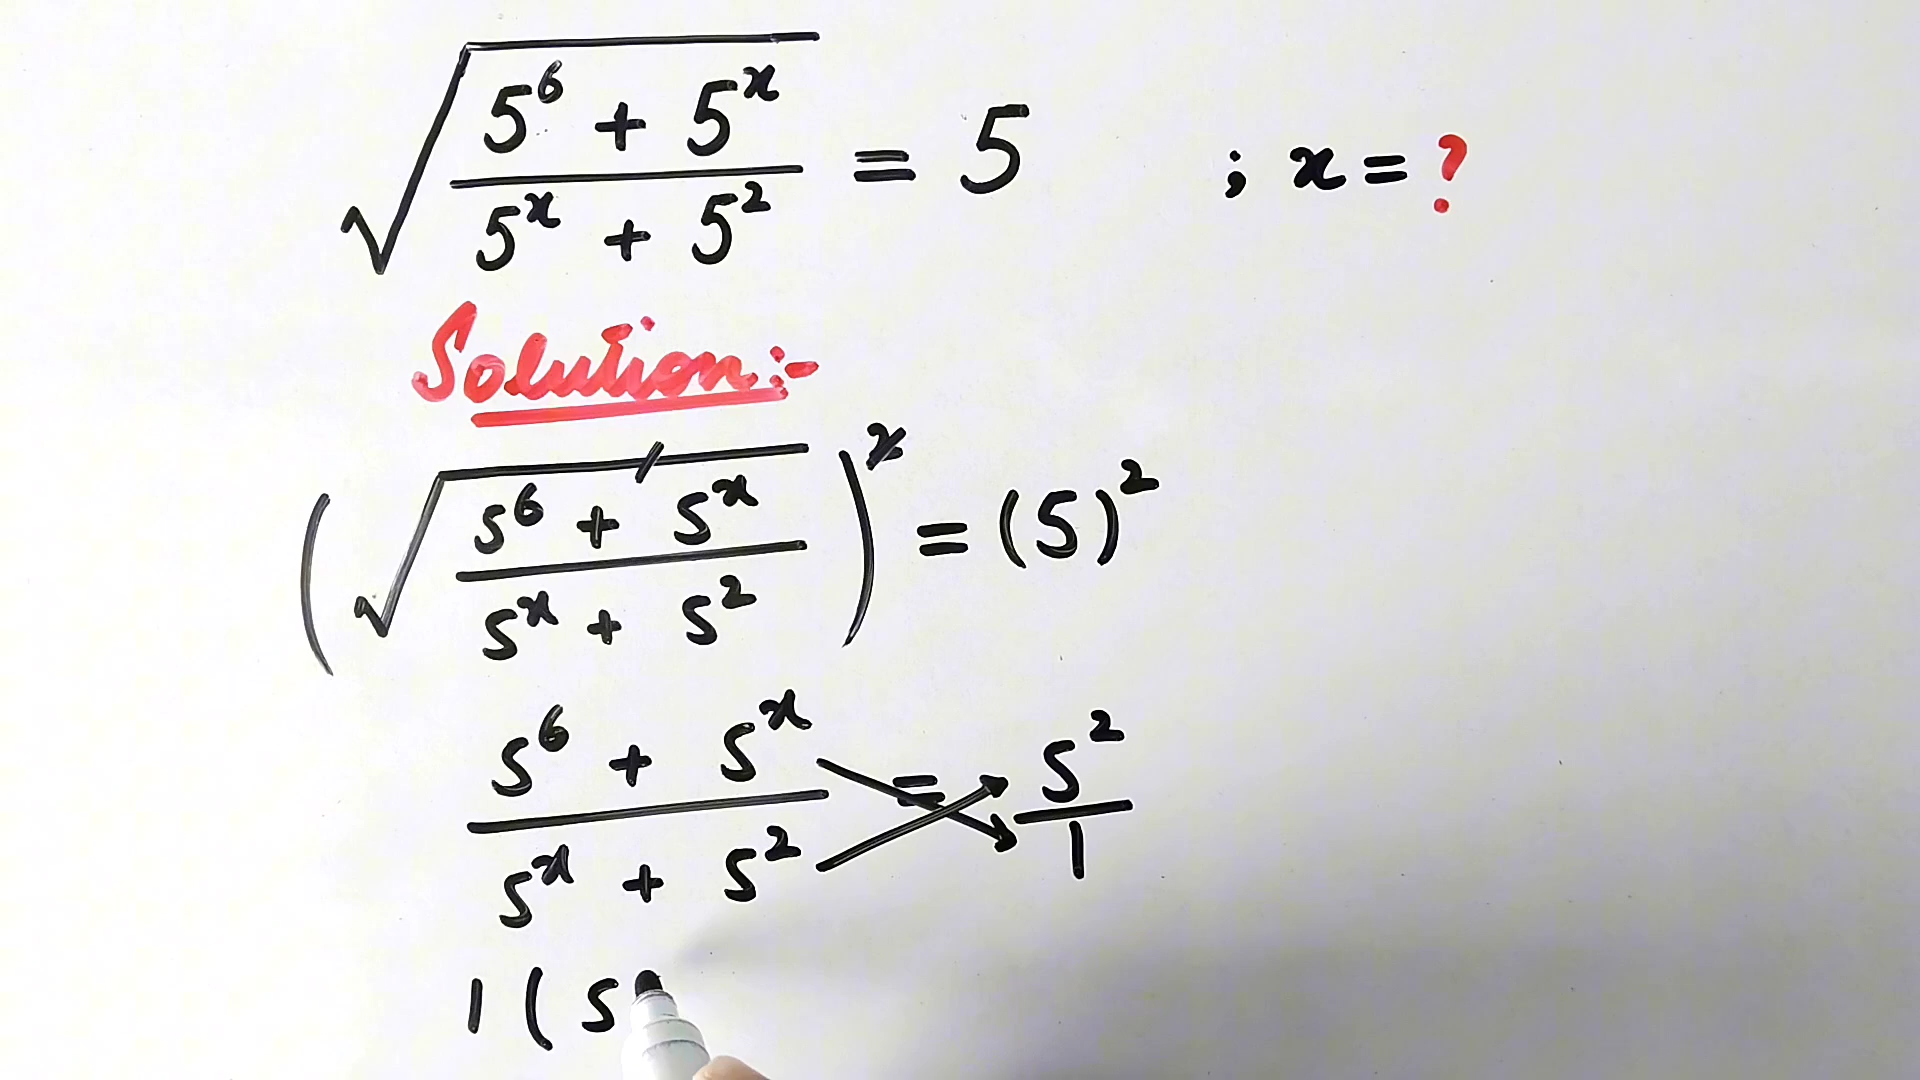 √((5⁶ + 5ˣ)/(5ˣ + 5²)) = 5 ; x = ?
Solution:-
(√((5⁶ + 5ˣ)/(5ˣ + 5²)))² = (5)²
(5⁶ + 5ˣ)/(5ˣ + 5²) = 5²/1
1 ( 5